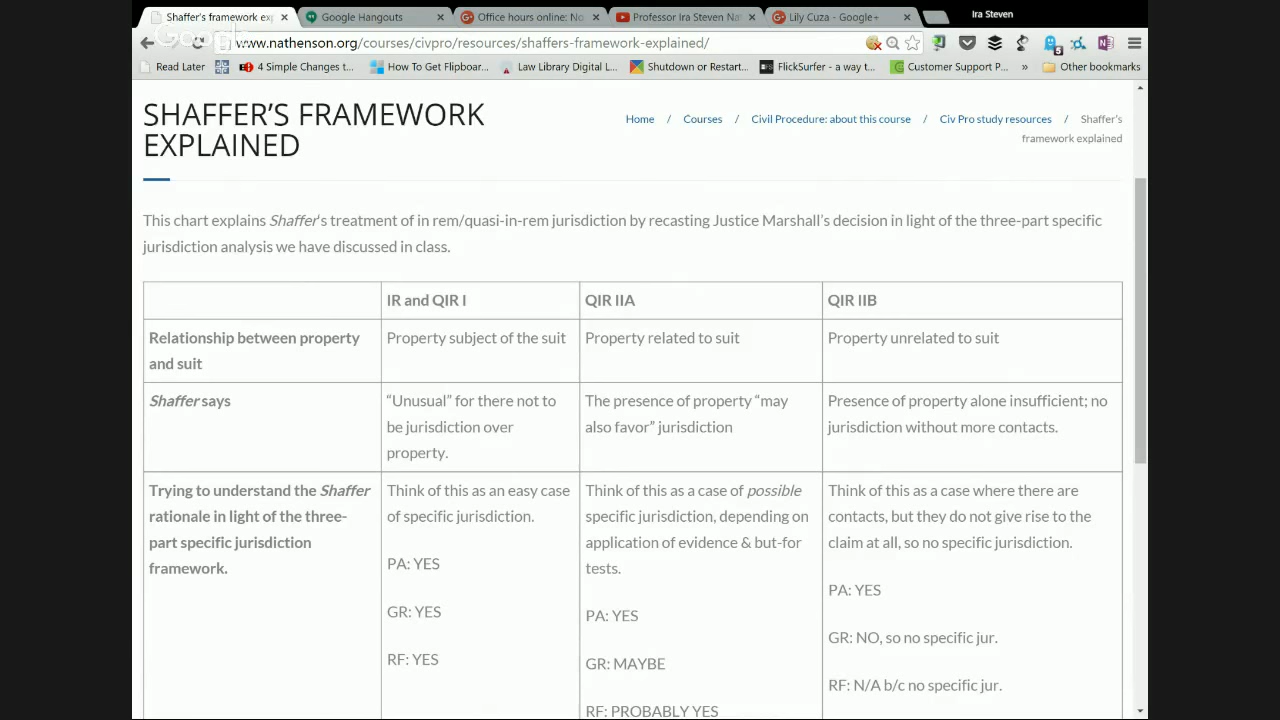 Shaffer's framework exp
Google Hangouts
Office hours online: No
Professor Ira Steven Na
Lily Cuza - Google+
Ira Steven
Google
www.nathenson.org/courses/civpro/resources/shaffers-framework-explained/
5
Read Later
4 Simple Changes t...
How To Get Flipboar...
Law Library Digital L...
Shutdown or Restart...
FlickSurfer - a way t...
Customer Support P...
»
Other bookmarks
SHAFFER'S FRAMEWORK
EXPLAINED
Home / Courses / Civil Procedure: about this course / Civ Pro study resources / Shaffer's
framework explained
This chart explains Shaffer's treatment of in rem/quasi-in-rem jurisdiction by recasting Justice Marshall's decision in light of the three-part specific
jurisdiction analysis we have discussed in class.
IR and QIR I
QIR IIA
QIR IIB
Relationship between property
and suit
Property subject of the suit
Property related to suit
Property unrelated to suit
Shaffer says
"Unusual" for there not to
be jurisdiction over
property.
The presence of property "may
also favor" jurisdiction
Presence of property alone insufficient; no
jurisdiction without more contacts.
Trying to understand the Shaffer
rationale in light of the three-
part specific jurisdiction
framework.
Think of this as an easy case
of specific jurisdiction.
PA: YES
GR: YES
RF: YES
Think of this as a case of possible
specific jurisdiction, depending on
application of evidence & but-for
tests.
PA: YES
GR: MAYBE
RF: PROBABLY YES
Think of this as a case where there are
contacts, but they do not give rise to the
claim at all, so no specific jurisdiction.
PA: YES
GR: NO, so no specific jur.
RF: N/A b/c no specific jur.